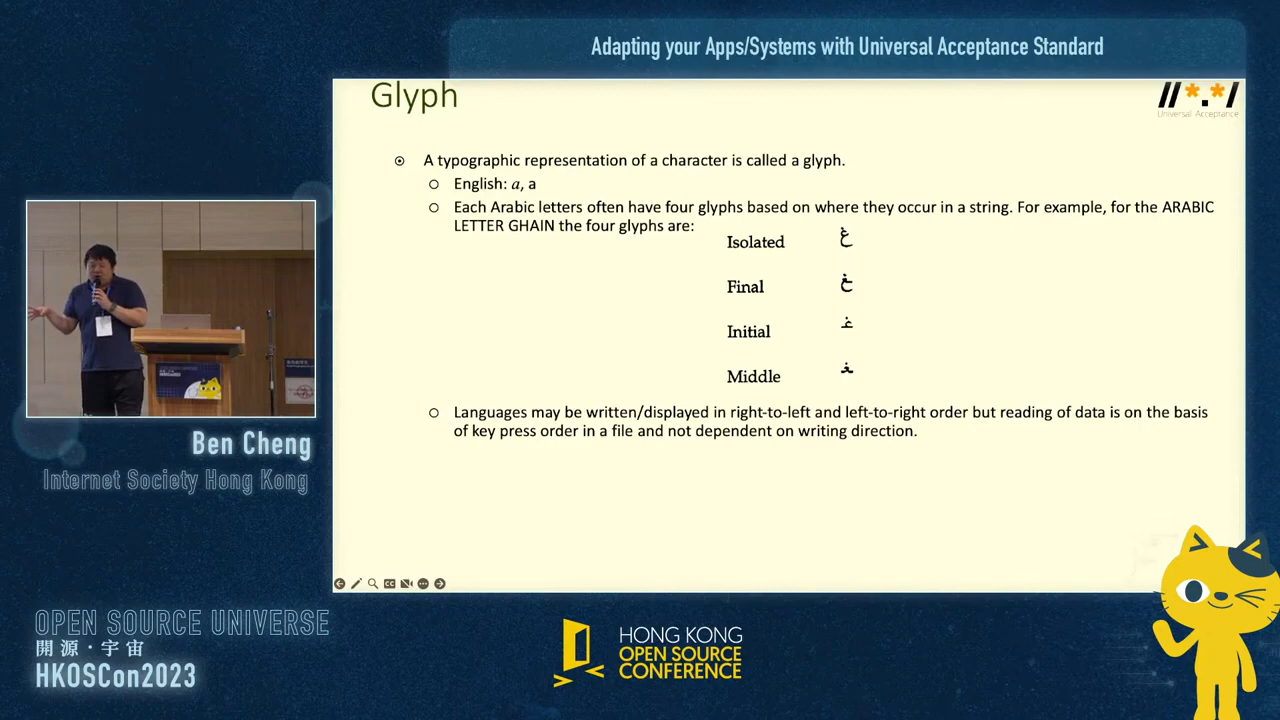 Adapting your Apps/Systems with Universal Acceptance Standard
Glyph
//*.*/
Universal Acceptance
A typographic representation of a character is called a glyph.
English: a, a
Each Arabic letters often have four glyphs based on where they occur in a string. For example, for the ARABIC
LETTER GHAIN the four glyphs are:
Isolated ﻍ
Final ﻎ
Initial ﻏ
Middle ﻐ
Languages may be written/displayed in right-to-left and left-to-right order but reading of data is on the basis
of key press order in a file and not dependent on writing direction.
Ben Cheng
Internet Society Hong Kong
OPEN SOURCE UNIVERSE
開源·宇宙
HKOSCon2023
HONG KONG
OPEN SOURCE
CONFERENCE